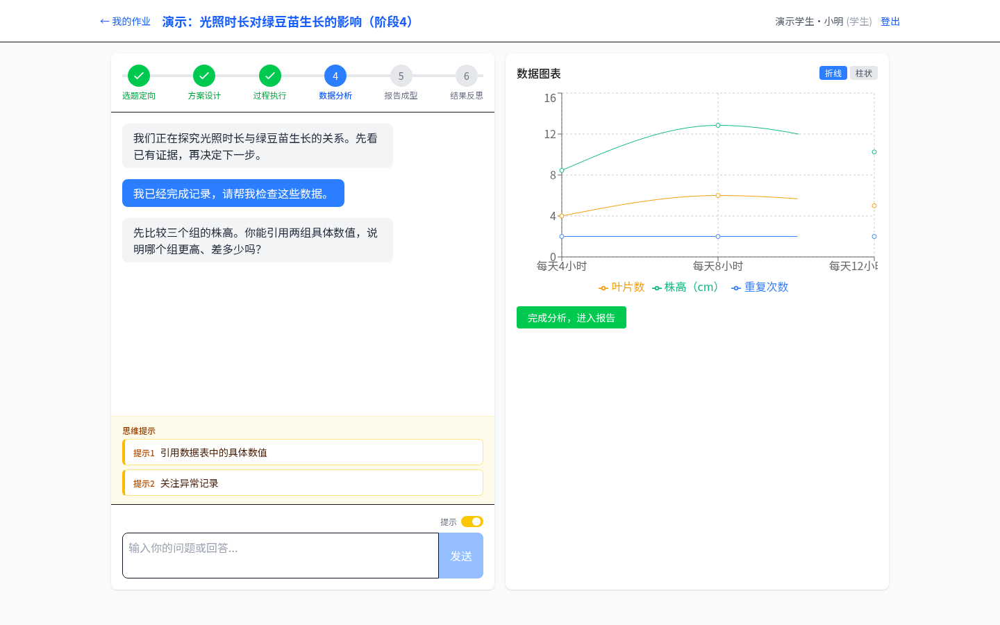 ← 我的作业
演示：光照时长对绿豆苗生长的影响（阶段4）
演示学生·小明 (学生)
登出
4
5
6
选题定向
方案设计
过程执行
数据分析
报告成型
结果反思
我们正在探究光照时长与绿豆苗生长的关系。先看
已有证据，再决定下一步。
我已经完成记录，请帮我检查这些数据。
先比较三个组的株高。你能引用两组具体数值，说
明哪个组更高、差多少吗？
思维提示
提示1 引用数据表中的具体数值
提示2 关注异常记录
提示
输入你的问题或回答...
发送
数据图表
折线
柱状
16
12
8
4
0
每天4小时
每天8小时
每天12小
叶片数
株高（cm）
重复次数
完成分析，进入报告